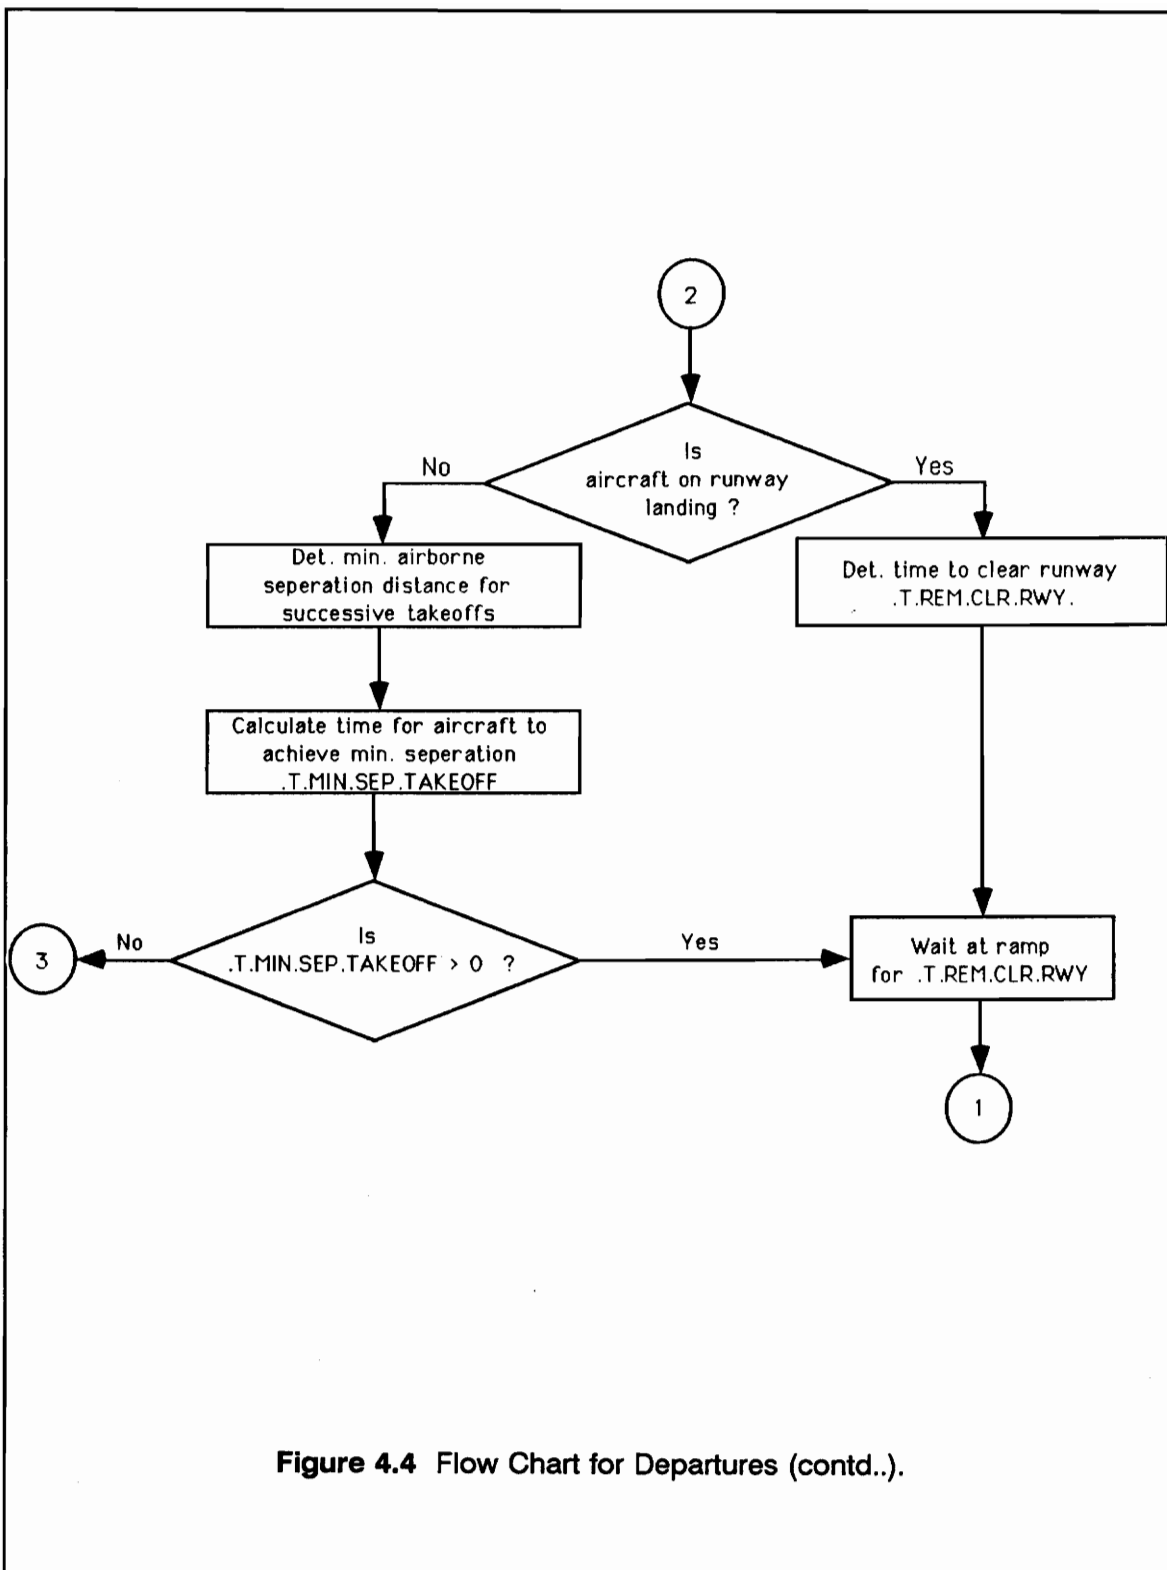 2
Is
aircraft on runway
landing ?
No
Yes
Det. min. airborne
seperation distance for
successive takeoffs
Det. time to clear runway
.T.REM.CLR.RWY.
Calculate time for aircraft to
achieve min. seperation
.T.MIN.SEP.TAKEOFF
Is
.T.MIN.SEP.TAKEOFF > 0 ?
No
3
Yes
Wait at ramp
for .T.REM.CLR.RWY
1
Figure 4.4 Flow Chart for Departures (contd..).